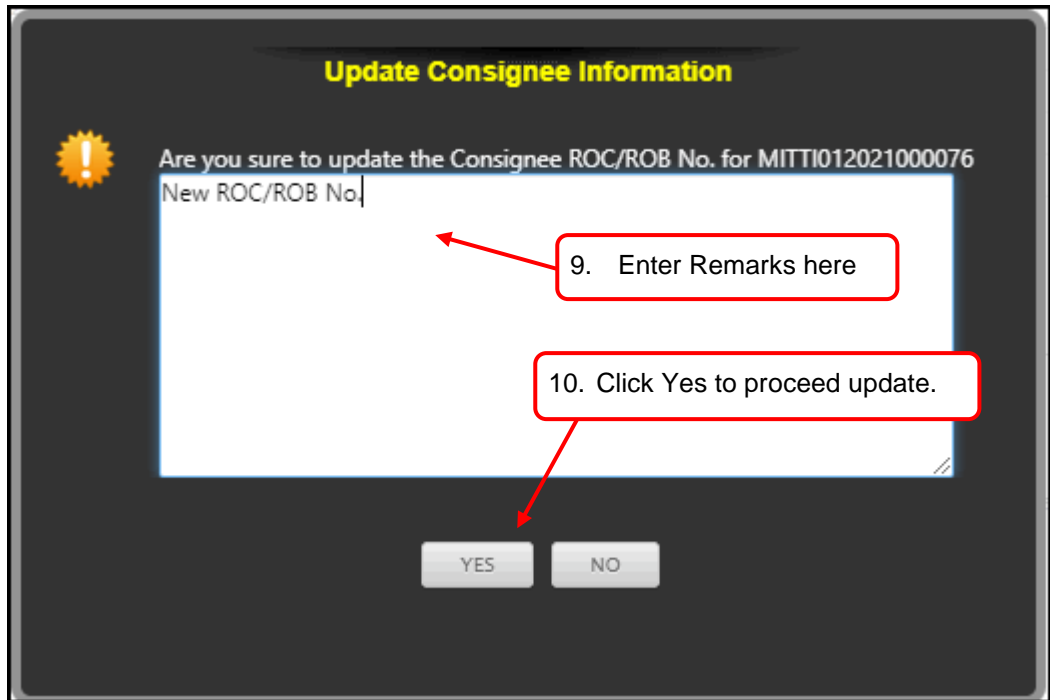 Update Consignee Information
Are you sure to update the Consignee ROC/ROB No. for MITTI012021000076
New ROC/ROB No.
9. Enter Remarks here
10. Click Yes to proceed update.
YES NO